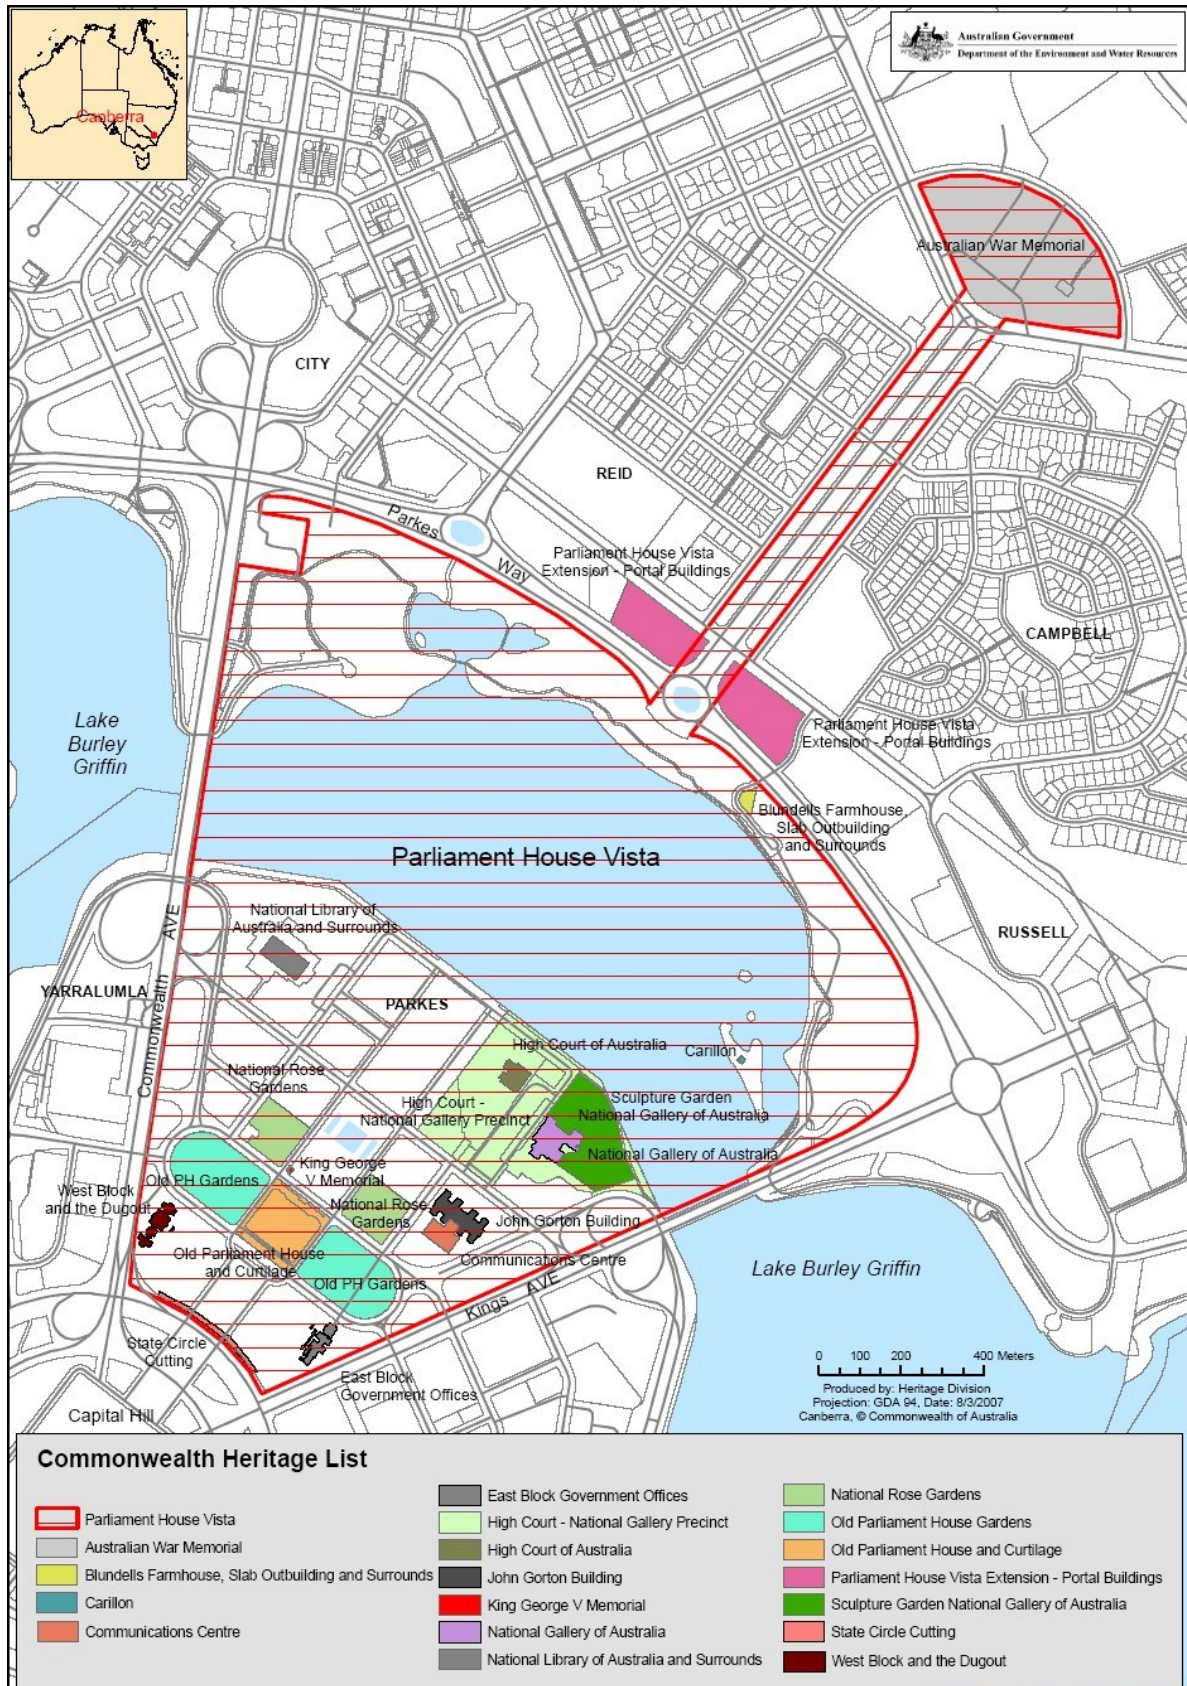 Canberra
Australian Government
Department of the Environment and Water Resources
Australian War Memorial
CITY
REID
Parkes
Way
Parliament House Vista
Extension - Portal Buildings
CAMPBELL
Lake
Burley
Griffin
Parliament House Vista
Extension - Portal Buildings
Blundells Farmhouse,
Slab Outbuilding
and Surrounds
Parliament House Vista
National Library of
Australia and Surrounds
AVE
Commonwealth
RUSSELL
YARRALUMLA
PARKES
High Court of Australia
Carillon
National Rose
Gardens
High Court -
National Gallery Precinct
Sculpture Garden
National Gallery of Australia
National Gallery of Australia
King George
V Memorial
Old PH Gardens
West Block
and the Dugout
National Rose
Gardens
John Gorton Building
Old Parliament House
and Curtilage
Communications Centre
Old PH Gardens
Kings AVE
Lake Burley Griffin
State Circle
Cutting
East Block
Government Offices
Capital Hill
0 100 200 400 Meters
Produced by: Heritage Division
Projection: GDA 94, Date: 8/3/2007
Canberra, © Commonwealth of Australia
Commonwealth Heritage List
Parliament House Vista
Australian War Memorial
Blundells Farmhouse, Slab Outbuilding and Surrounds
Carillon
Communications Centre
East Block Government Offices
High Court - National Gallery Precinct
High Court of Australia
John Gorton Building
King George V Memorial
National Gallery of Australia
National Library of Australia and Surrounds
National Rose Gardens
Old Parliament House Gardens
Old Parliament House and Curtilage
Parliament House Vista Extension - Portal Buildings
Sculpture Garden National Gallery of Australia
State Circle Cutting
West Block and the Dugout